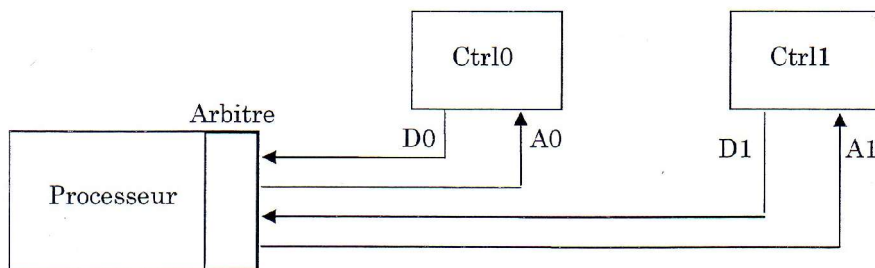 Ctrl0
Ctrl1
Arbitre
D0
A0
D1
A1
Processeur